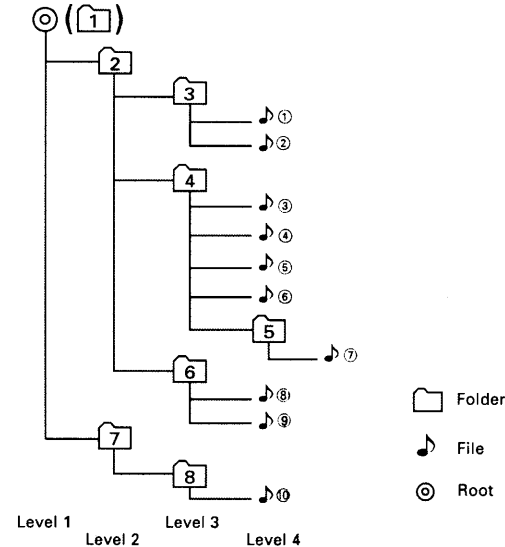 (1)
2
3
①
②
4
③
④
⑤
⑥
5
⑦
6
⑧
⑨
7
8
⑩
Folder
File
Root
Level 1
Level 2
Level 3
Level 4